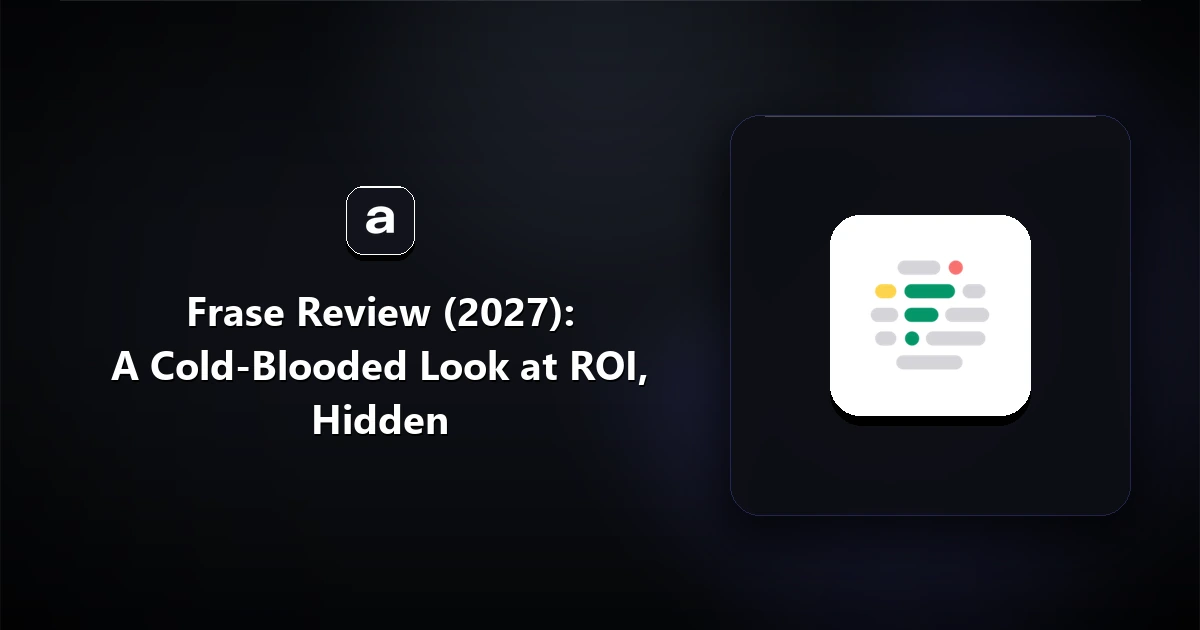 a
Frase Review (2027):
A Cold-Blooded Look at ROI,
Hidden